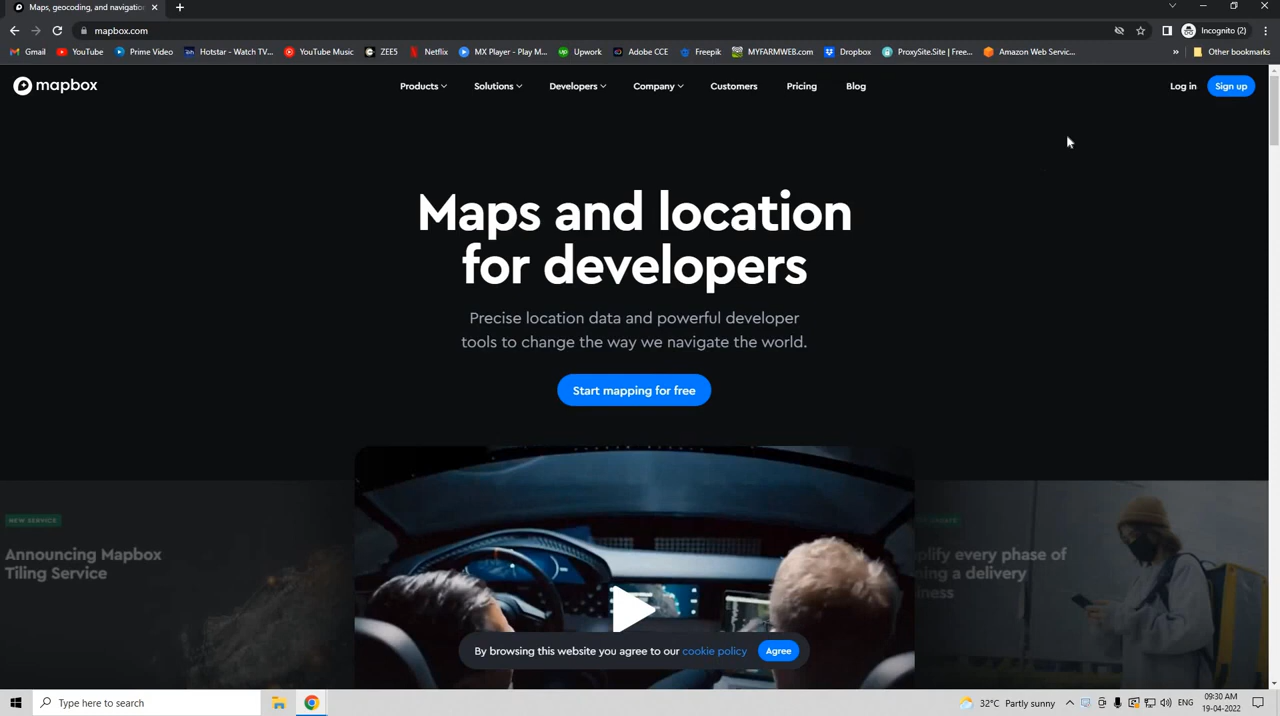 Maps, geocoding, and navigation
mapbox.com
Incognito (2)
Gmail
YouTube
Prime Video
Hotstar - Watch TV...
YouTube Music
ZEE5
Netflix
MX Player - Play M...
Upwork
Adobe CCE
Freepik
MYFARMWEB.com
Dropbox
ProxySite.Site | Free...
Amazon Web Servic...
»
Other bookmarks
mapbox
Products
Solutions
Developers
Company
Customers
Pricing
Blog
Log in
Sign up
Maps and location
for developers
Precise location data and powerful developer
tools to change the way we navigate the world.
Start mapping for free
NEW SERVICE
Announcing Mapbox
Tiling Service
plify every phase of
ning a delivery
iness
By browsing this website you agree to our cookie policy
Agree
Type here to search
32°C Partly sunny
ENG
09:30 AM
19-04-2022